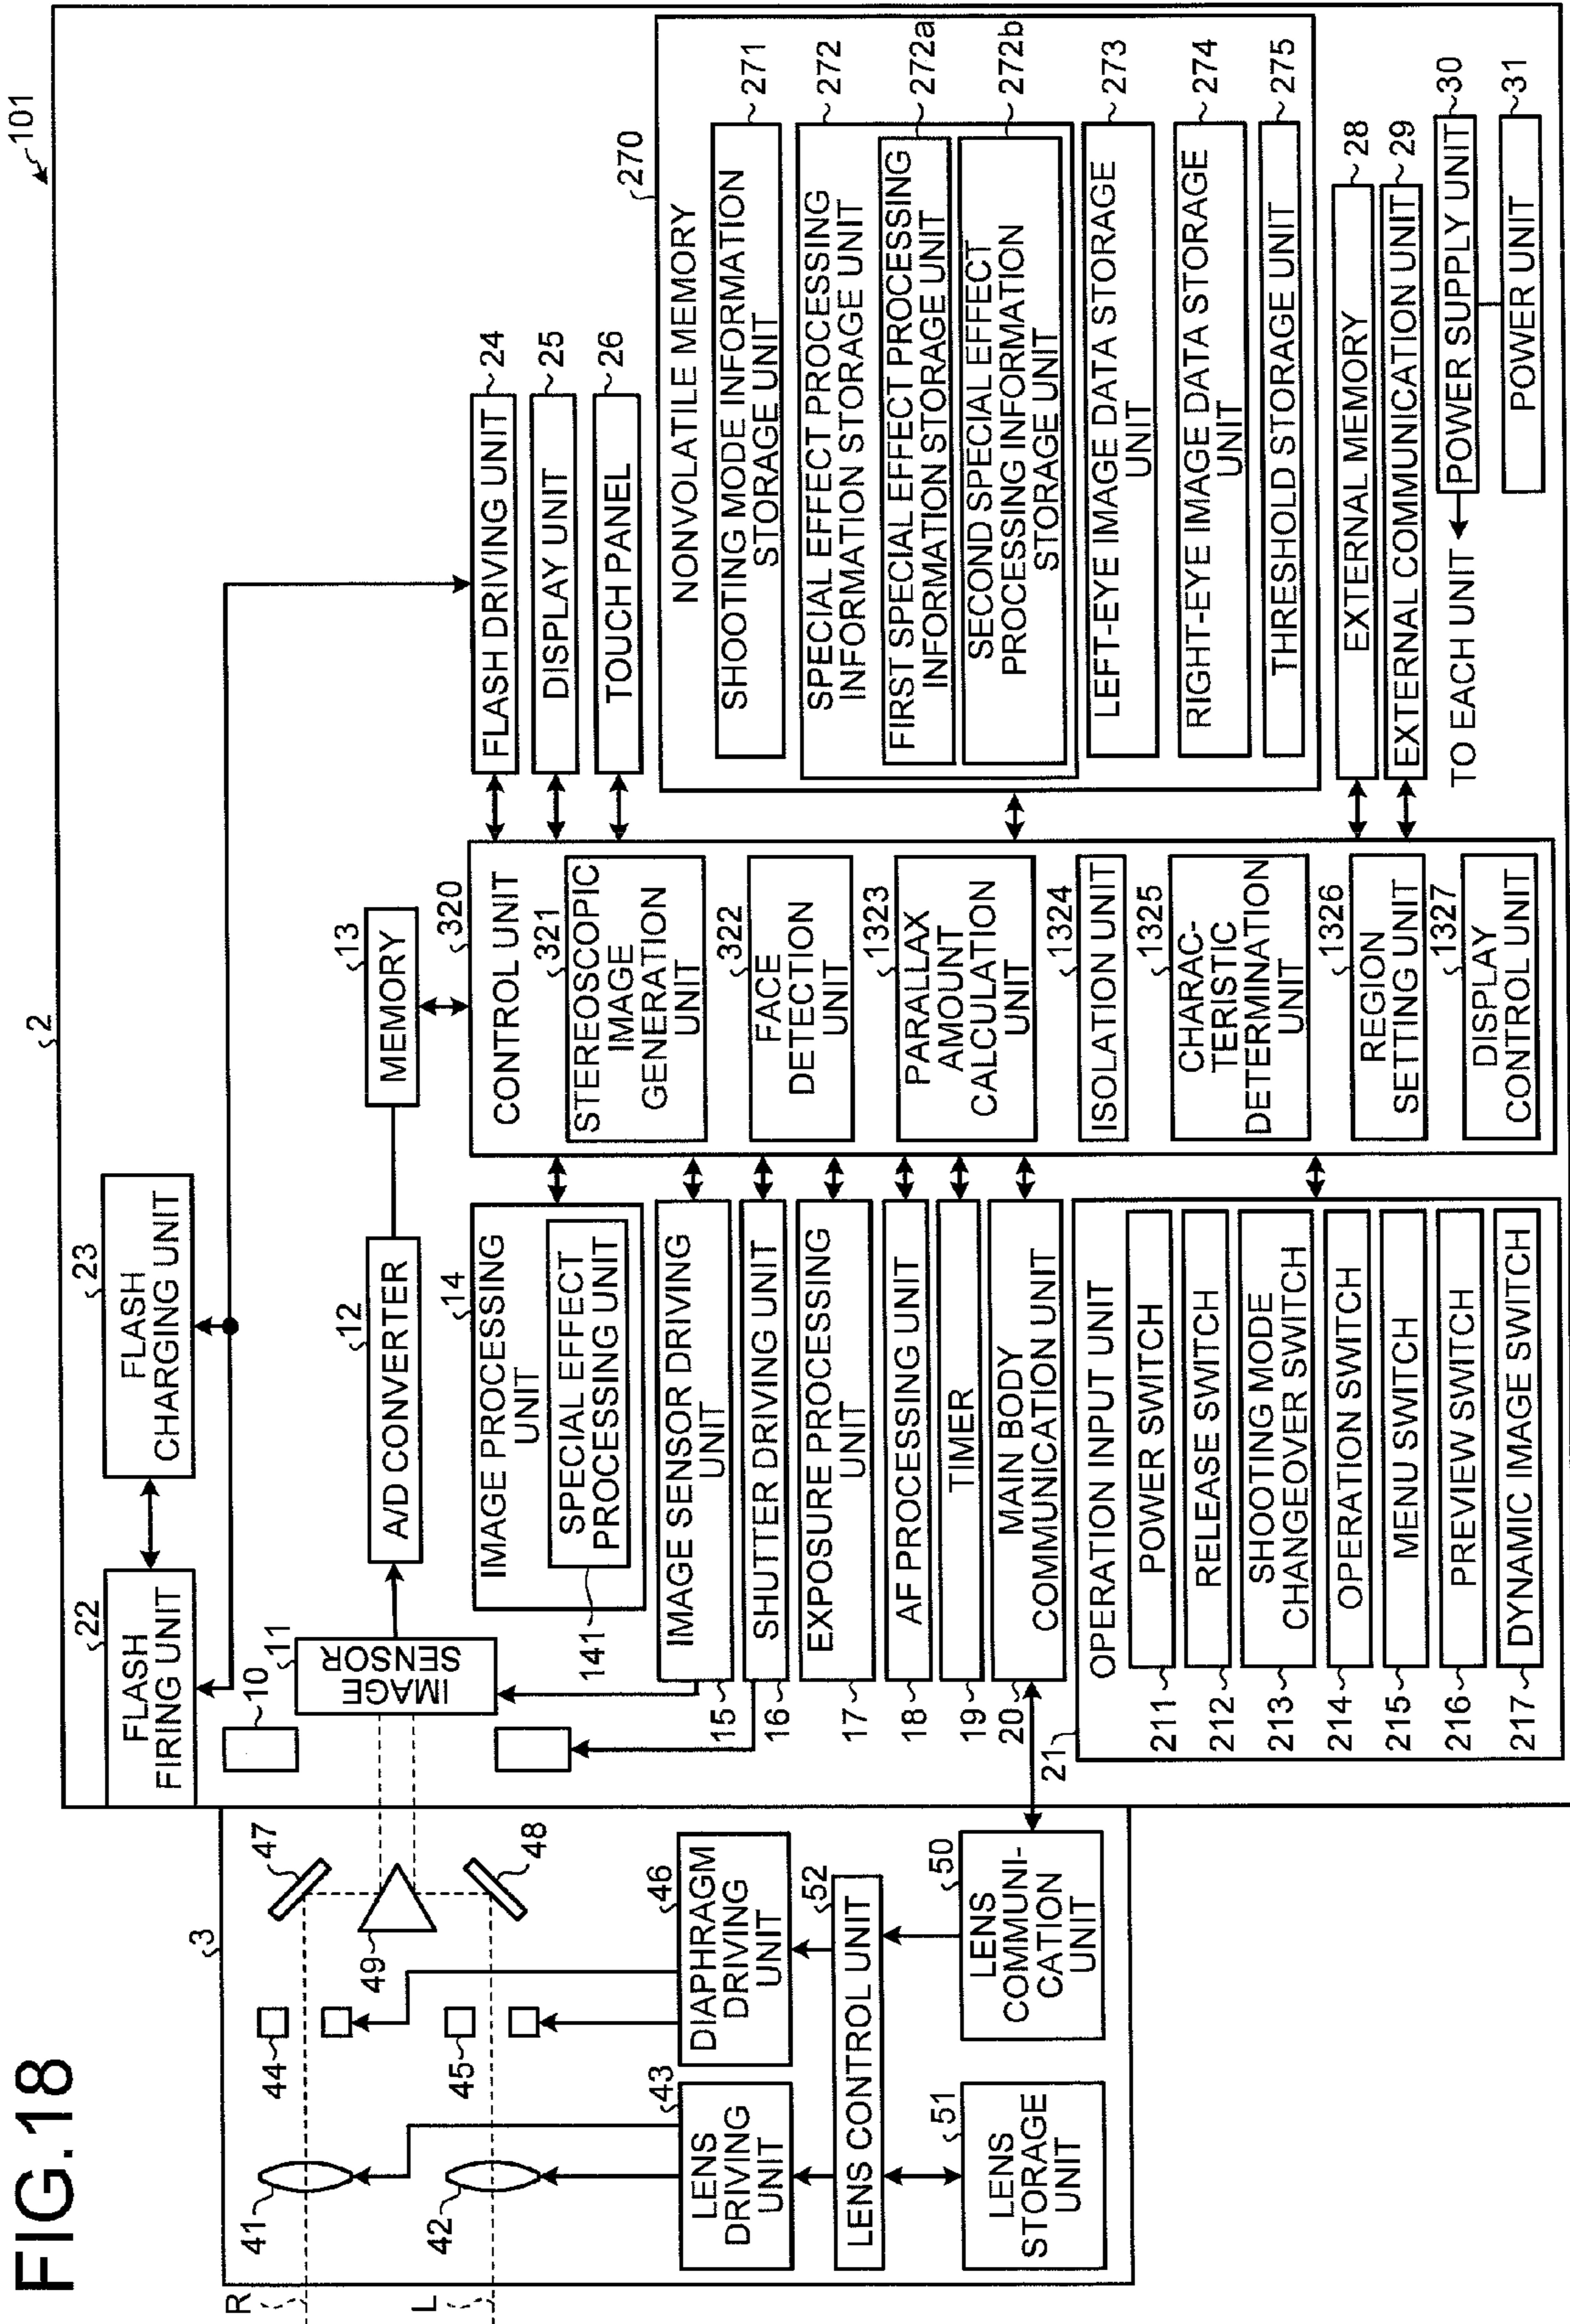 FIG.18
101
2
3
R
L
41
42
44
45
47
48
49
LENS
DRIVING
UNIT
43
DIAPHRAGM
DRIVING
UNIT
46
LENS CONTROL UNIT
52
LENS
STORAGE
UNIT
51
LENS
COMMUNI-
CATION
UNIT
50
22
FLASH
FIRING UNIT
23
FLASH
CHARGING UNIT
10
11
IMAGE
SENSOR
12
A/D CONVERTER
13
MEMORY
14
IMAGE PROCESSING
UNIT
SPECIAL EFFECT
PROCESSING UNIT
141
IMAGE SENSOR DRIVING
UNIT
15
SHUTTER DRIVING UNIT
16
EXPOSURE PROCESSING
UNIT
17
AF PROCESSING UNIT
18
TIMER
19
MAIN BODY
COMMUNICATION UNIT
20
21
OPERATION INPUT UNIT
POWER SWITCH
211
RELEASE SWITCH
212
SHOOTING MODE
CHANGEOVER SWITCH
213
OPERATION SWITCH
214
MENU SWITCH
215
PREVIEW SWITCH
216
DYNAMIC IMAGE SWITCH
217
320
CONTROL UNIT
321
STEREOSCOPIC
IMAGE
GENERATION
UNIT
322
FACE
DETECTION
UNIT
1323
PARALLAX
AMOUNT
CALCULATION
UNIT
1324
ISOLATION UNIT
1325
CHARAC-
TERISTIC
DETERMINATION
UNIT
1326
REGION
SETTING UNIT
1327
DISPLAY
CONTROL UNIT
FLASH DRIVING UNIT
24
DISPLAY UNIT
25
TOUCH PANEL
26
270
NONVOLATILE MEMORY
SHOOTING MODE INFORMATION
STORAGE UNIT
271
SPECIAL EFFECT PROCESSING
INFORMATION STORAGE UNIT
272
FIRST SPECIAL EFFECT PROCESSING
INFORMATION STORAGE UNIT
272a
SECOND SPECIAL EFFECT
PROCESSING INFORMATION
STORAGE UNIT
272b
LEFT-EYE IMAGE DATA STORAGE
UNIT
273
RIGHT-EYE IMAGE DATA STORAGE
UNIT
274
THRESHOLD STORAGE UNIT
275
EXTERNAL MEMORY
28
EXTERNAL COMMUNICATION UNIT
29
TO EACH UNIT
POWER SUPPLY UNIT
30
POWER UNIT
31